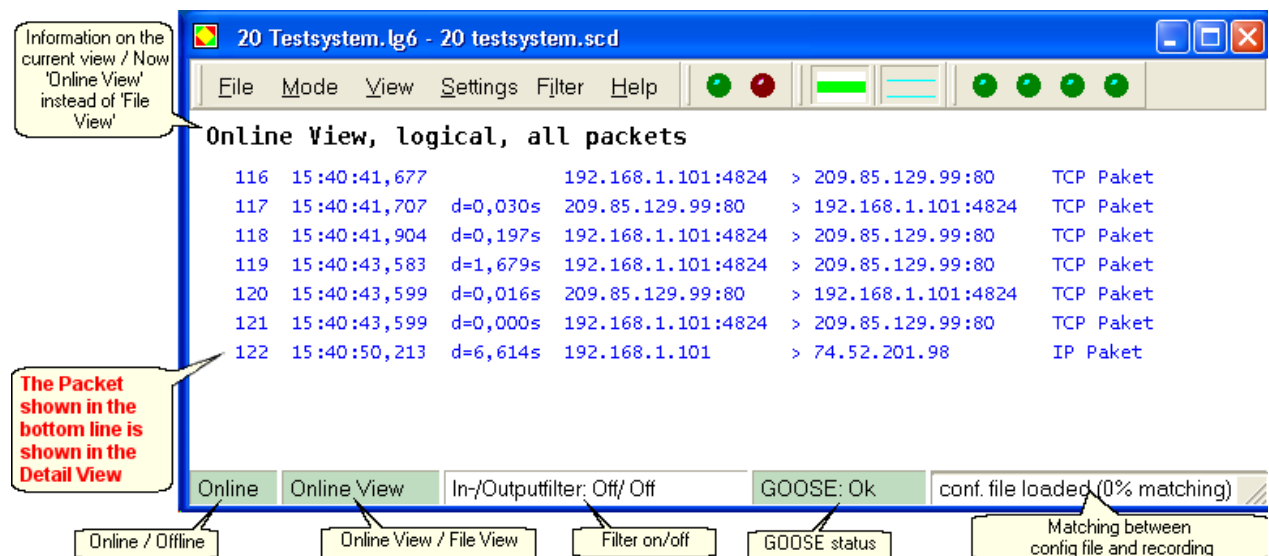 Information on the
current view / Now
'Online View'
instead of 'File
View'
20 Testsystem.lg6 - 20 testsystem.scd
File Mode View Settings Filter Help
Online View, logical, all packets
116 15:40:41,677 192.168.1.101:4824 > 209.85.129.99:80 TCP Paket
117 15:40:41,707 d=0,030s 209.85.129.99:80 > 192.168.1.101:4824 TCP Paket
118 15:40:41,904 d=0,197s 192.168.1.101:4824 > 209.85.129.99:80 TCP Paket
119 15:40:43,583 d=1,679s 192.168.1.101:4824 > 209.85.129.99:80 TCP Paket
120 15:40:43,599 d=0,016s 209.85.129.99:80 > 192.168.1.101:4824 TCP Paket
121 15:40:43,599 d=0,000s 192.168.1.101:4824 > 209.85.129.99:80 TCP Paket
122 15:40:50,213 d=6,614s 192.168.1.101 > 74.52.201.98 IP Paket
The Packet
shown in the
bottom line is
shown in the
Detail View
Online Online View In-/Outputfilter: Off/ Off GOOSE: Ok conf. file loaded (0% matching)
Online / Offline
Online View / File View
Filter on/off
GOOSE status
Matching between
config file and recording